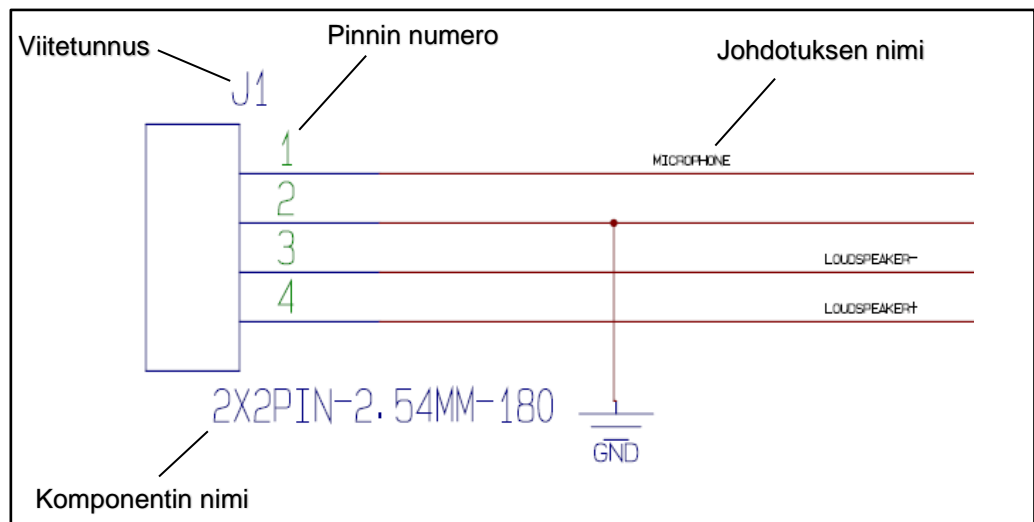 Viitetunnus
Pinnin numero
Johdotuksen nimi
J1
1
MICROPHONE
2
3
LOUDSPEAKER-
4
LOUDSPEAKER+
2X2PIN-2.54MM-180
GND
Komponentin nimi